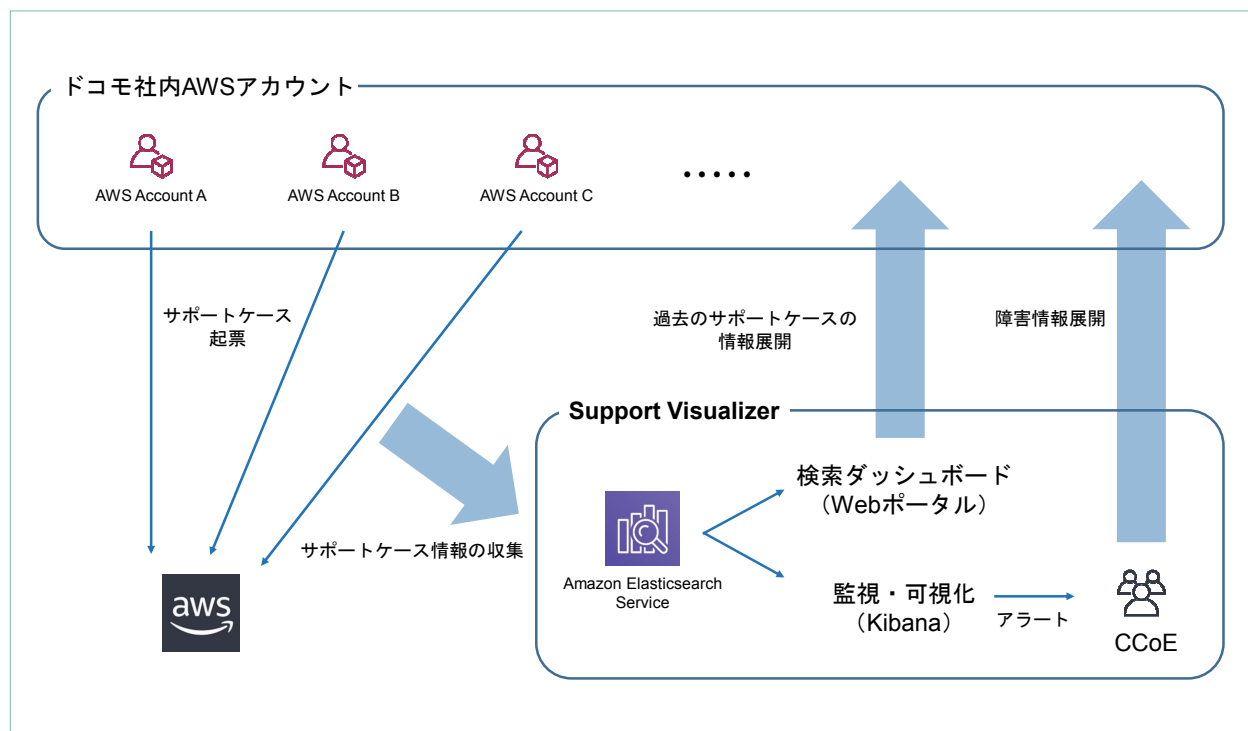 ドコモ社内AWSアカウント
AWS Account A
AWS Account B
AWS Account C
・・・・・
サポートケース
起票
過去のサポートケースの
情報展開
障害情報展開
サポートケース情報の収集
aws
Support Visualizer
Amazon Elasticsearch
Service
検索ダッシュボード
（Webポータル）
監視・可視化
（Kibana）
アラート
CCoE